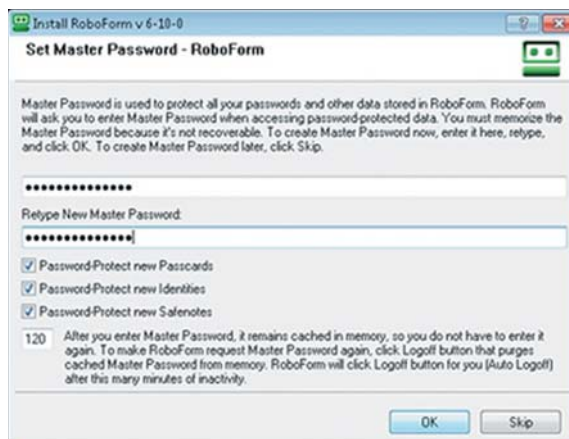 Install RoboForm v 6-10-0
Set Master Password - RoboForm
Master Password is used to protect all your passwords and other data stored in RoboForm. RoboForm
will ask you to enter Master Password when accessing password-protected data. You must memorize the
Master Password because it's not recoverable. To create Master Password now, enter it here, retype,
and click OK. To create Master Password later, click Skip.
Retype New Master Password:
Password-Protect new Passcards
Password-Protect new Identities
Password-Protect new Safenotes
120 After you enter Master Password, it remains cached in memory, so you do not have to enter it
again. To make RoboForm request Master Password again, click Logoff button that purges
cached Master Password from memory. RoboForm will click Logoff button for you (Auto Logoff)
after this many minutes of inactivity.
OK Skip